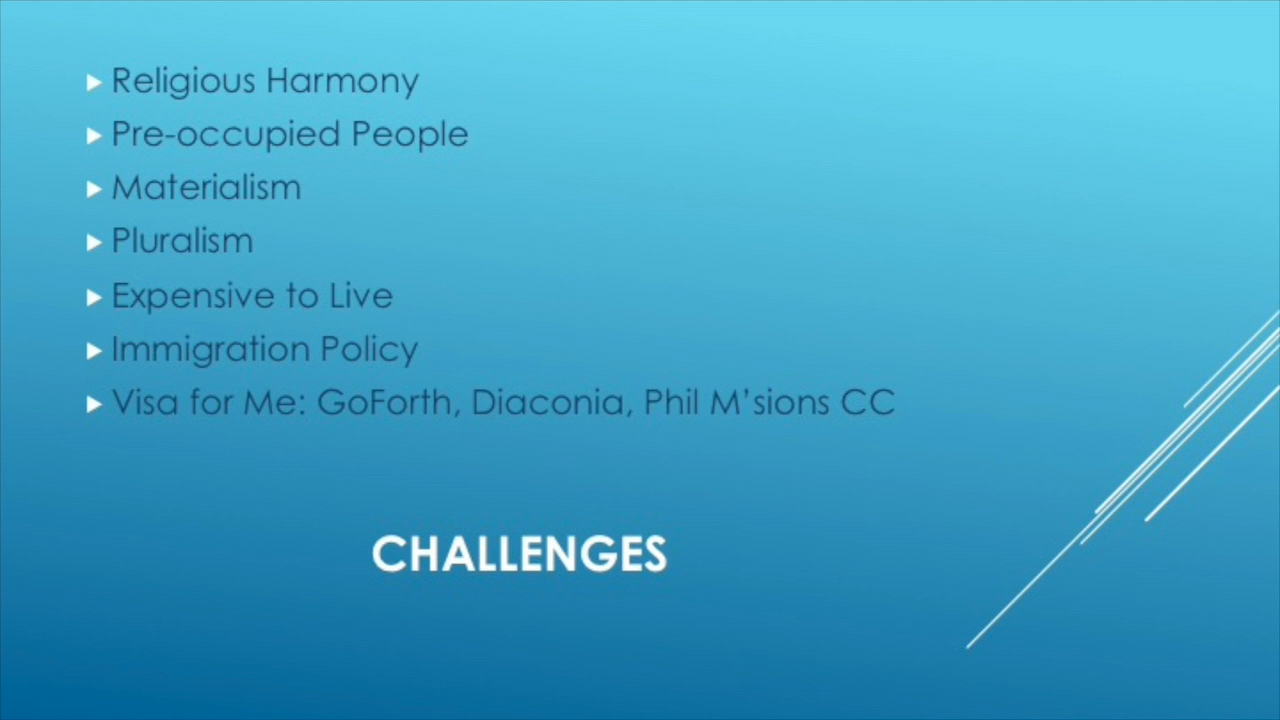 Religious Harmony
Pre-occupied People
Materialism
Pluralism
Expensive to Live
Immigration Policy
Visa for Me: GoForth, Diaconia, Phil M’sions CC
CHALLENGES